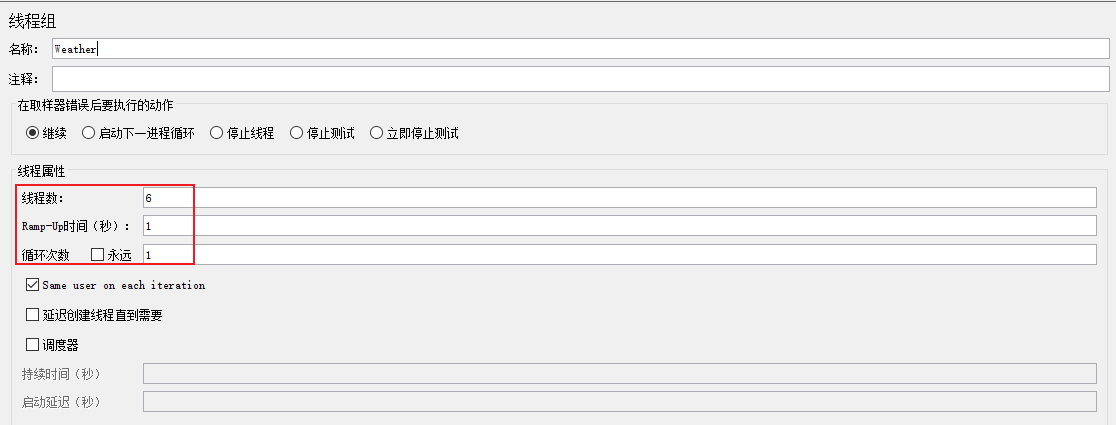 线程组
名称： Weather
注释：
在取样器错误后要执行的动作
继续 启动下一进程循环 停止线程 停止测试 立即停止测试
线程属性
线程数： 6
Ramp-Up时间（秒）： 1
循环次数 永远 1
Same user on each iteration
延迟创建线程直到需要
调度器
持续时间（秒）
启动延迟（秒）